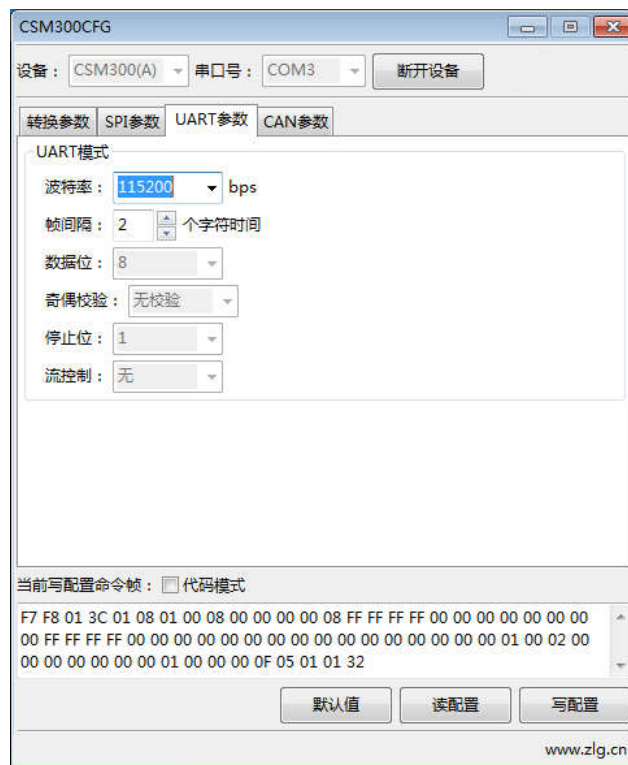 CSM300CFG
设备： CSM300(A) 串口号： COM3 断开设备
转换参数 SPI参数 UART参数 CAN参数
UART模式
波特率： 115200 bps
帧间隔： 2 个字符时间
数据位： 8
奇偶校验： 无校验
停止位： 1
流控制： 无
当前写配置命令帧： 代码模式
F7 F8 01 3C 01 08 01 00 08 00 00 00 00 08 FF FF FF FF 00 00 00 00 00 00 00
00 FF FF FF FF 00 00 00 00 00 00 00 00 00 00 00 00 00 00 00 00 00 01 00 02 00
00 00 00 00 00 00 01 00 00 00 0F 05 01 01 32
默认值 读配置 写配置
www.zlg.cn